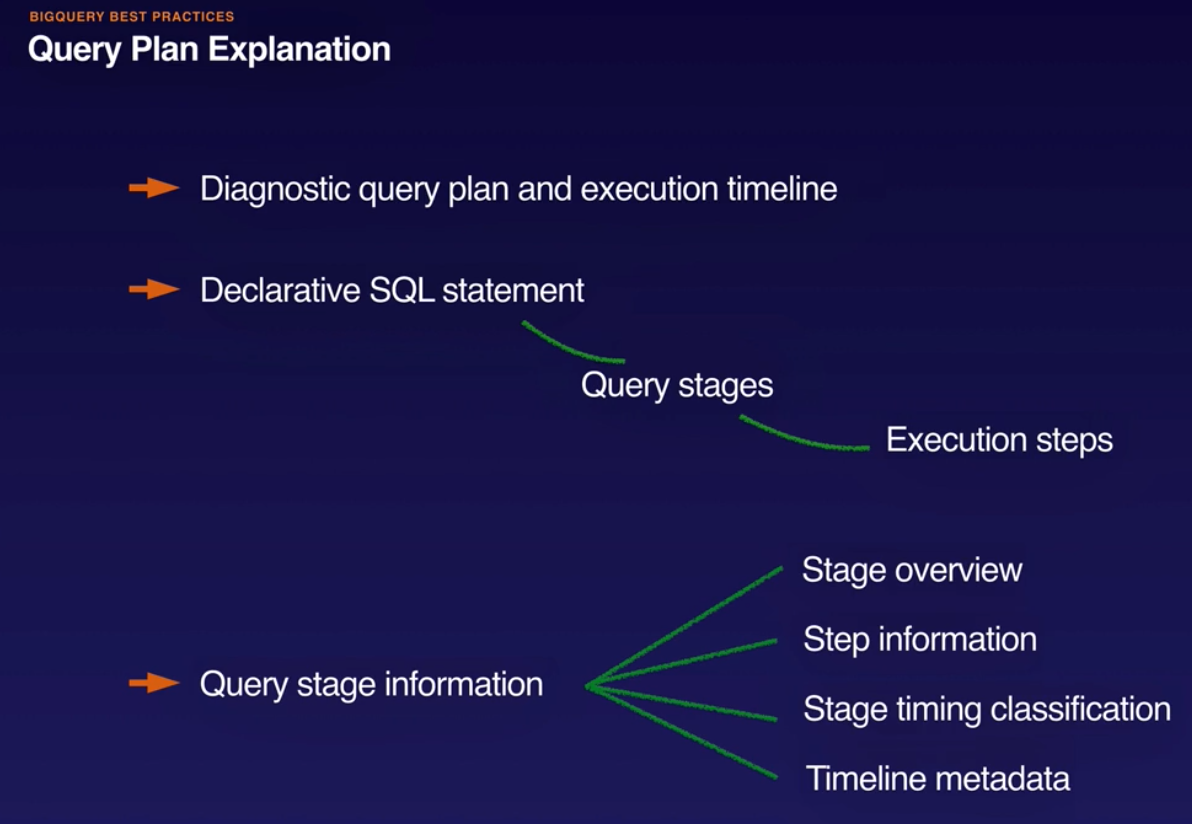 BIGQUERY BEST PRACTICES
Query Plan Explanation
Diagnostic query plan and execution timeline
Declarative SQL statement
Query stages
Execution steps
Query stage information
Stage overview
Step information
Stage timing classification
Timeline metadata